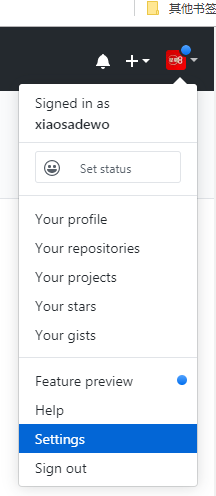 其他书签
Signed in as
xiaosadewo
Set status
Your profile
Your repositories
Your projects
Your stars
Your gists
Feature preview
Help
Settings
Sign out